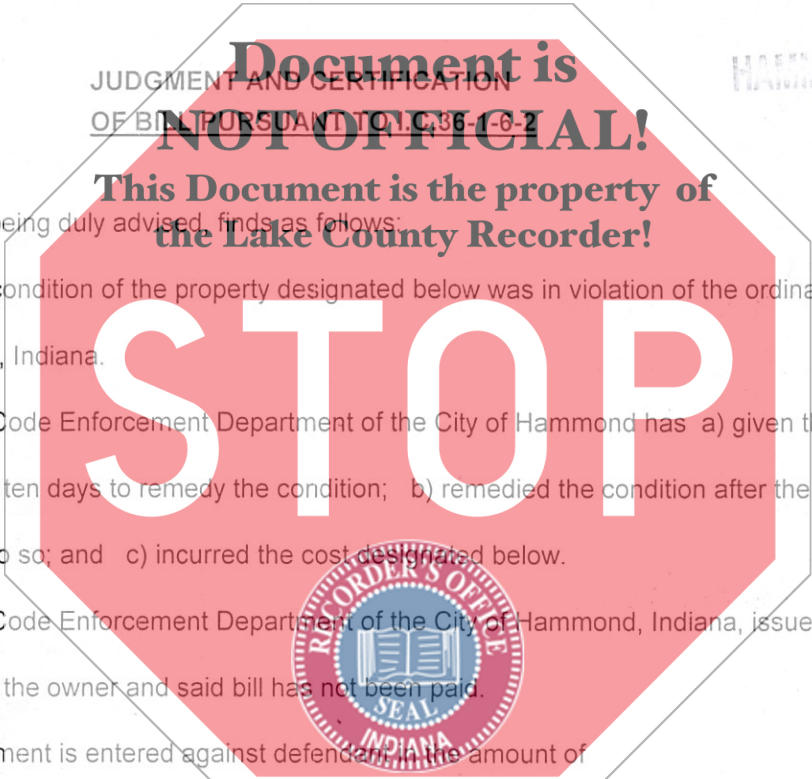 Document is
JUDGMENT AND CERTIFICATION
HAMM
OF BILL PURSUANT TO I.C.36-1-6-2
NOT OFFICIAL!
This Document is the property of
eing duly advised, finds as follows:
the Lake County Recorder!
condition of the property designated below was in violation of the ordina
, Indiana.
STOP
Code Enforcement Department of the City of Hammond has a) given th
ten days to remedy the condition; b) remedied the condition after the
o so; and c) incurred the cost designated below.
RECORDER'S OFFICE
Code Enforcement Department of the City of Hammond, Indiana, issue
the owner and said bill has not been paid.
SEAL
INDIANA
ment is entered against defendant in the amount of